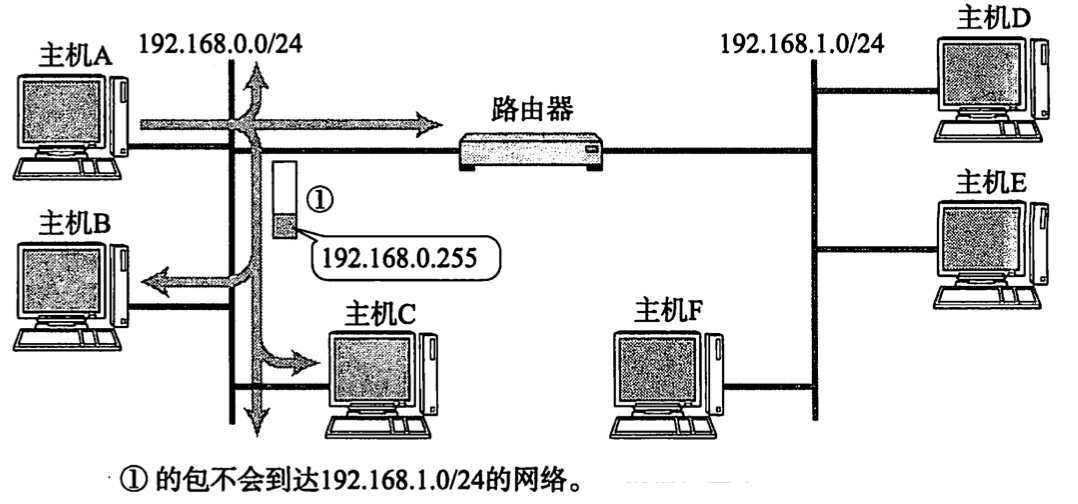 主机A
192.168.0.0/24
192.168.1.0/24
主机D
路由器
①
主机E
主机B
192.168.0.255
主机C
主机F
①的包不会到达192.168.1.0/24的网络。